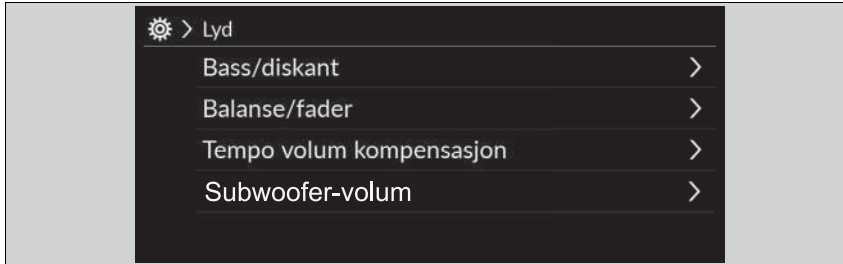 > Lyd
Bass/diskant >
Balanse/fader >
Tempo volum kompensasjon >
Subwoofer-volum >